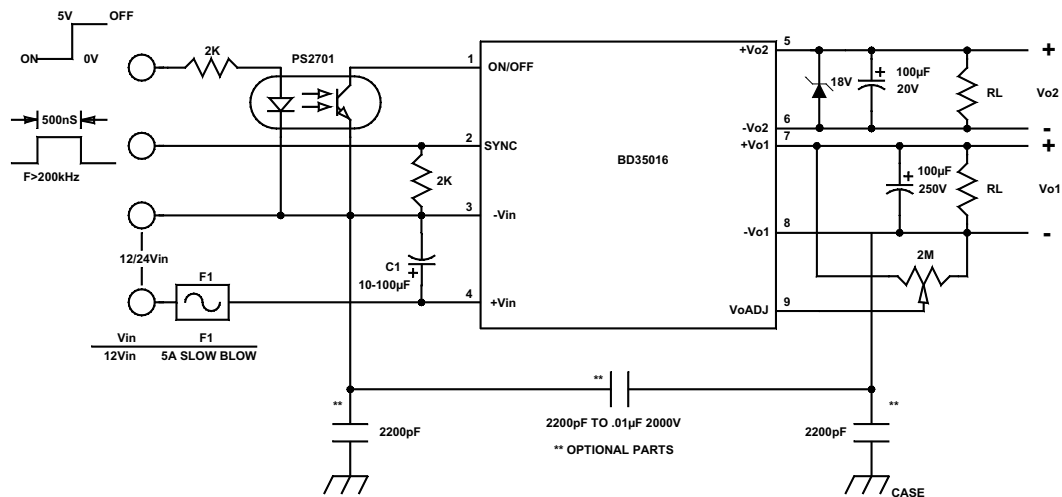 5V OFF
ON 0V
2K
PS2701
1 ON/OFF
500nS
F>200kHz
2 SYNC
2K
3 -Vin
12/24Vin
C1
10-100µF
F1
4 +Vin
Vin F1
12Vin 5A SLOW BLOW
BD35016
+Vo2 5
18V
+ 100µF
20V
RL
+
Vo2
-
-Vo2 6
+Vo1 7
+ 100µF
250V
RL
+
Vo1
-
-Vo1 8
2M
VoADJ 9
+
**
2200pF
**
2200pF TO .01µF 2000V
** OPTIONAL PARTS
**
2200pF
CASE